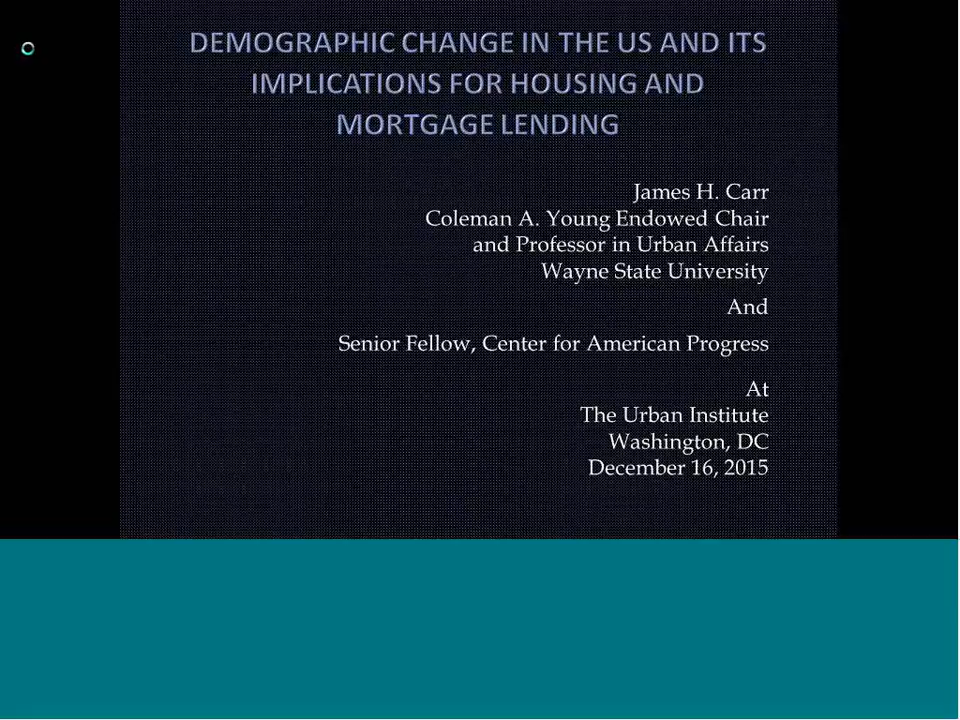 DEMOGRAPHIC CHANGE IN THE US AND ITS
IMPLICATIONS FOR HOUSING AND
MORTGAGE LENDING
James H. Carr
Coleman A. Young Endowed Chair
and Professor in Urban Affairs
Wayne State University
And
Senior Fellow, Center for American Progress
At
The Urban Institute
Washington, DC
December 16, 2015